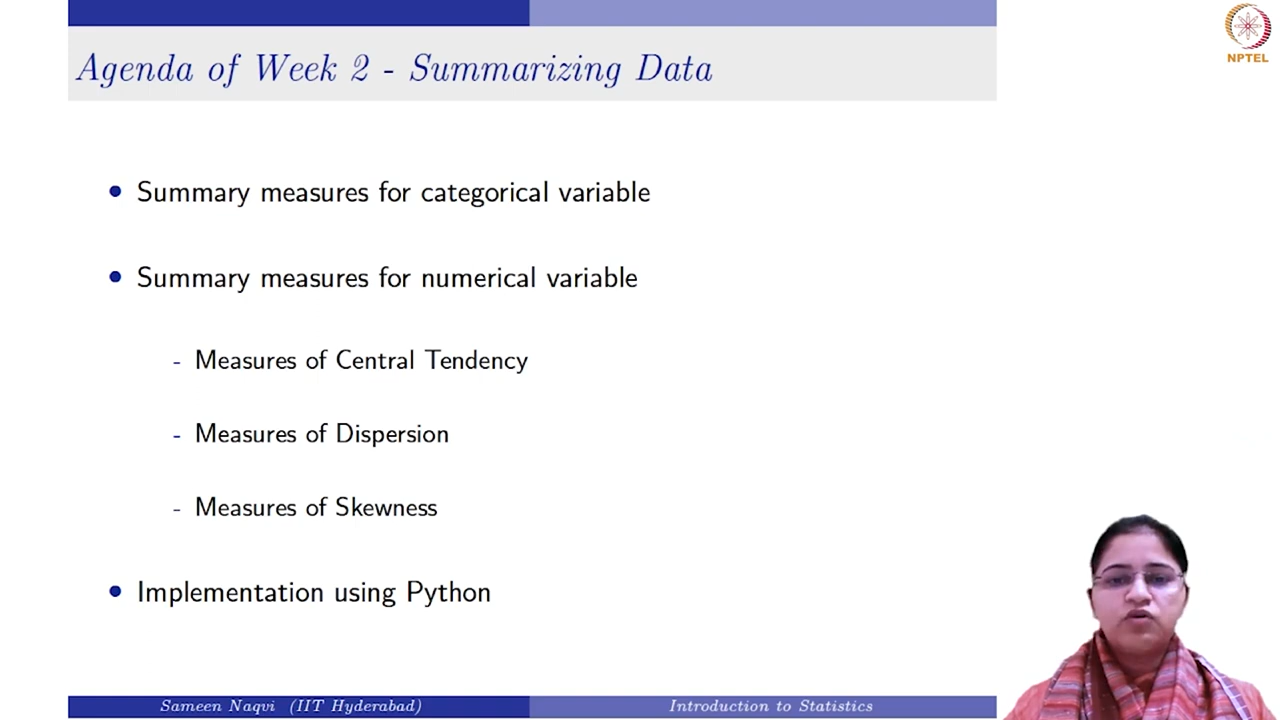 Agenda of Week 2 - Summarizing Data
NPTEL
• Summary measures for categorical variable
• Summary measures for numerical variable
- Measures of Central Tendency
- Measures of Dispersion
- Measures of Skewness
• Implementation using Python
Sameen Naqvi (IIT Hyderabad)
Introduction to Statistics